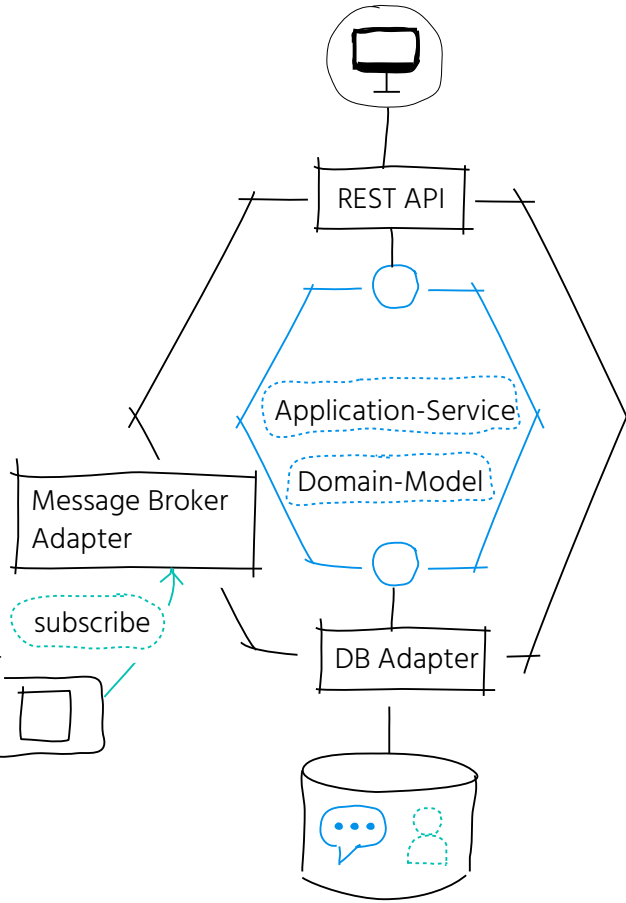 REST API
Application-Service
Domain-Model
Message Broker
Adapter
subscribe
DB Adapter